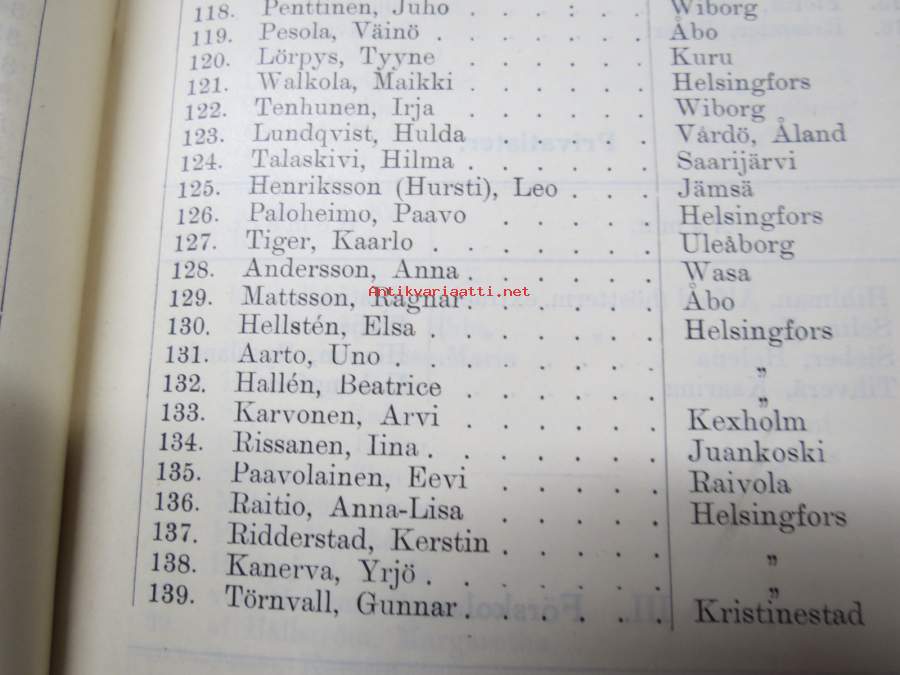 118. Penttinen, Juho . . : . . Wiborg
119. Pesola, Väinö . . . . . . Åbo
120. Lörpys, Tyyne . . . . . . Kuru
121. Walkola, Maikki . . . . . . Helsingfors
122. Tenhunen, Irja . . . . . . Wiborg
123. Lundqvist, Hulda . . . . . . Vårdö, Åland
124. Talaskivi, Hilma . . . . . . Saarijärvi
125. Henriksson (Hursti), Leo . . . Jämsä
126. Paloheimo, Paavo . . . . . Helsingfors
127. Tiger, Kaarlo . . . . . . Uleåborg
128. Andersson, Anna . . . . . . Wasa
129. Mattsson, Ragnar . . . . . . Åbo
Antikvariaatti.net
130. Hellstén, Elsa . . . . . . Helsingfors
131. Aarto, Uno . . . . . . . „
132. Hallén, Beatrice . . . . . . „
133. Karvonen, Arvi . . . . . . Kexholm
134. Rissanen, Iina . . . . . . . Juankoski
135. Paavolainen, Eevi . . . . . Raivola
136. Raitio, Anna-Lisa . . . . . Helsingfors
137. Ridderstad, Kerstin . . . . . „
138. Kanerva, Yrjö . . . . . . . „
139. Törnvall, Gunnar . . . . . . Kristinestad